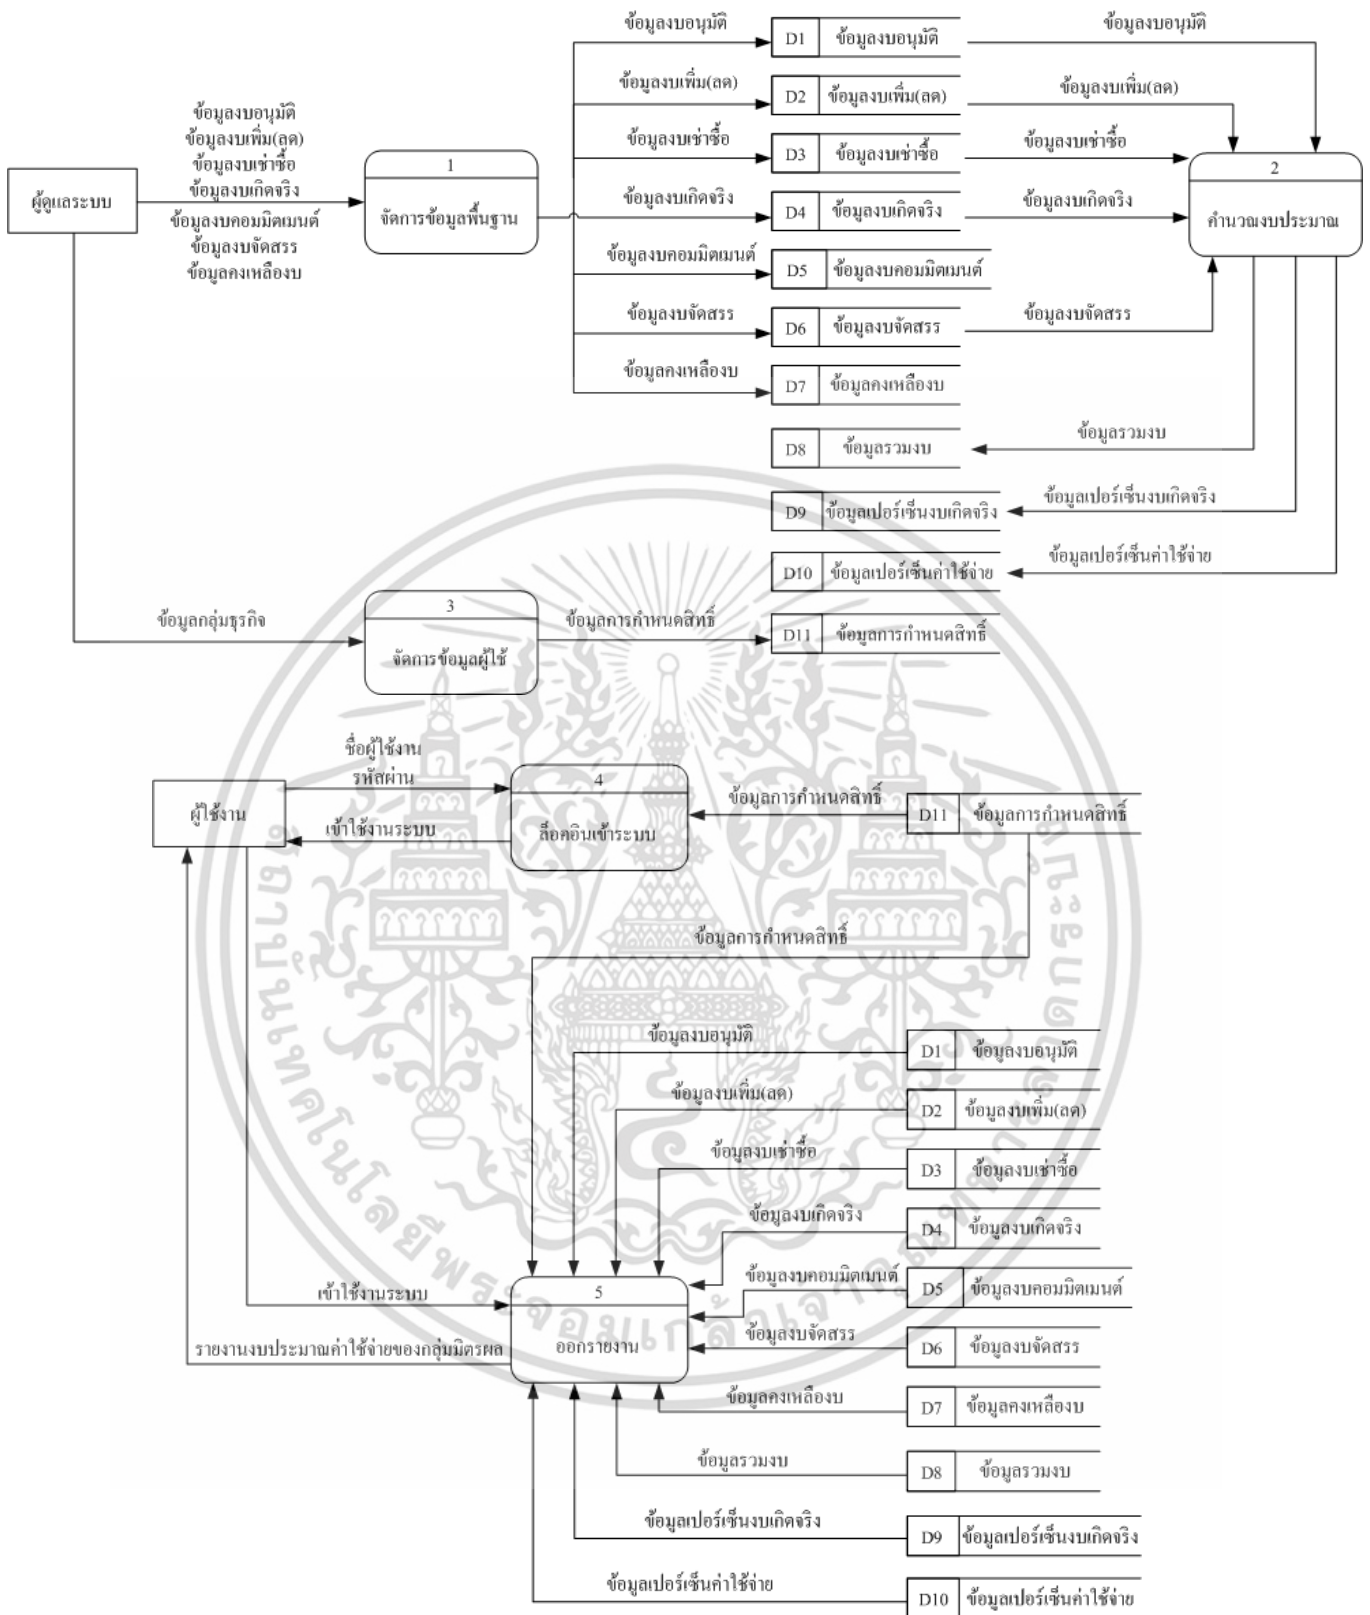 ข้อมูลงบอนุมัติ
D1 ข้อมูลงบอนุมัติ
ข้อมูลงบอนุมัติ
ข้อมูลงบเพิ่ม(ลด)
D2 ข้อมูลงบเพิ่ม(ลด)
ข้อมูลงบเพิ่ม(ลด)
ข้อมูลงบเช่าซื้อ
D3 ข้อมูลงบเช่าซื้อ
ข้อมูลงบเช่าซื้อ
ข้อมูลงบอนุมัติ
ข้อมูลงบเพิ่ม(ลด)
ข้อมูลงบเช่าซื้อ
ข้อมูลงบเกิดจริง
ข้อมูลงบคอมมิตเมนต์
ข้อมูลงบจัดสรร
ข้อมูลคงเหลืองบ
ผู้ดูแลระบบ
1
จัดการข้อมูลพื้นฐาน
2
คำนวณงบประมาณ
ข้อมูลงบเกิดจริง
D4 ข้อมูลงบเกิดจริง
ข้อมูลงบเกิดจริง
ข้อมูลงบคอมมิตเมนต์
D5 ข้อมูลงบคอมมิตเมนต์
ข้อมูลงบจัดสรร
D6 ข้อมูลงบจัดสรร
ข้อมูลงบจัดสรร
ข้อมูลคงเหลืองบ
D7 ข้อมูลคงเหลืองบ
D8 ข้อมูลรวมงบ
ข้อมูลรวมงบ
D9 ข้อมูลเปอร์เซ็นงบเกิดจริง
ข้อมูลเปอร์เซ็นงบเกิดจริง
D10 ข้อมูลเปอร์เซ็นค่าใช้จ่าย
ข้อมูลเปอร์เซ็นค่าใช้จ่าย
ข้อมูลกลุ่มธุรกิจ
3
จัดการข้อมูลผู้ใช้
ข้อมูลการกำหนดสิทธิ์
D11 ข้อมูลการกำหนดสิทธิ์
ผู้ใช้งาน
ชื่อผู้ใช้งาน
รหัสผ่าน
เข้าใช้งานระบบ
4
ล็อคอินเข้าระบบ
ข้อมูลการกำหนดสิทธิ์
D11 ข้อมูลการกำหนดสิทธิ์
ข้อมูลการกำหนดสิทธิ์
ข้อมูลงบอนุมัติ
D1 ข้อมูลงบอนุมัติ
ข้อมูลงบเพิ่ม(ลด)
D2 ข้อมูลงบเพิ่ม(ลด)
ข้อมูลงบเช่าซื้อ
D3 ข้อมูลงบเช่าซื้อ
ข้อมูลงบเกิดจริง
D4 ข้อมูลงบเกิดจริง
ข้อมูลงบคอมมิตเมนต์
D5 ข้อมูลงบคอมมิตเมนต์
เข้าใช้งานระบบ
5
ออกรายงาน
รายงานงบประมาณค่าใช้จ่ายของกลุ่มมิตรผล
ข้อมูลงบจัดสรร
D6 ข้อมูลงบจัดสรร
ข้อมูลคงเหลืองบ
D7 ข้อมูลคงเหลืองบ
ข้อมูลรวมงบ
D8 ข้อมูลรวมงบ
ข้อมูลเปอร์เซ็นงบเกิดจริง
D9 ข้อมูลเปอร์เซ็นงบเกิดจริง
ข้อมูลเปอร์เซ็นค่าใช้จ่าย
D10 ข้อมูลเปอร์เซ็นค่าใช้จ่าย
สถาบันเทคโนโลยีพระจอมเกล้าเจ้าคุณทหารลาดกระบัง